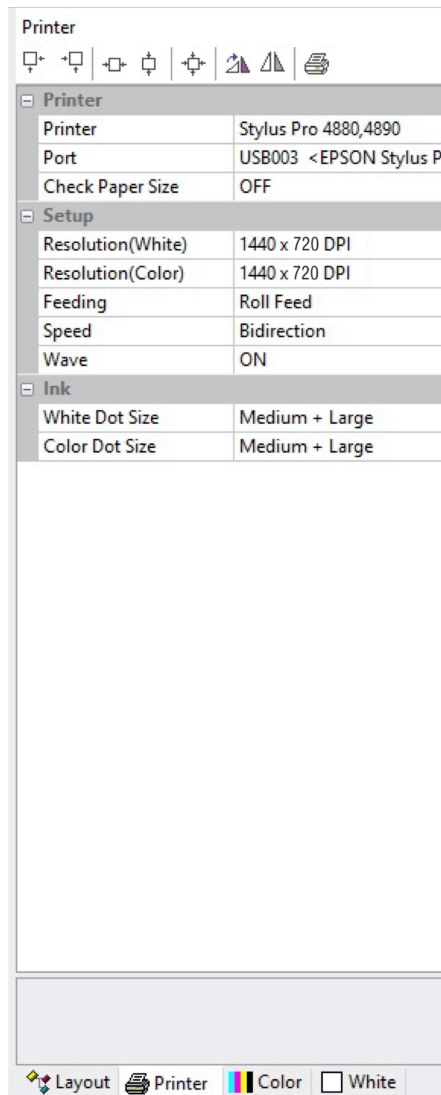 Printer
Printer
Printer Stylus Pro 4880,4890
Port USB003 <EPSON Stylus P
Check Paper Size OFF
Setup
Resolution(White) 1440 x 720 DPI
Resolution(Color) 1440 x 720 DPI
Feeding Roll Feed
Speed Bidirection
Wave ON
Ink
White Dot Size Medium + Large
Color Dot Size Medium + Large
Layout Printer Color White